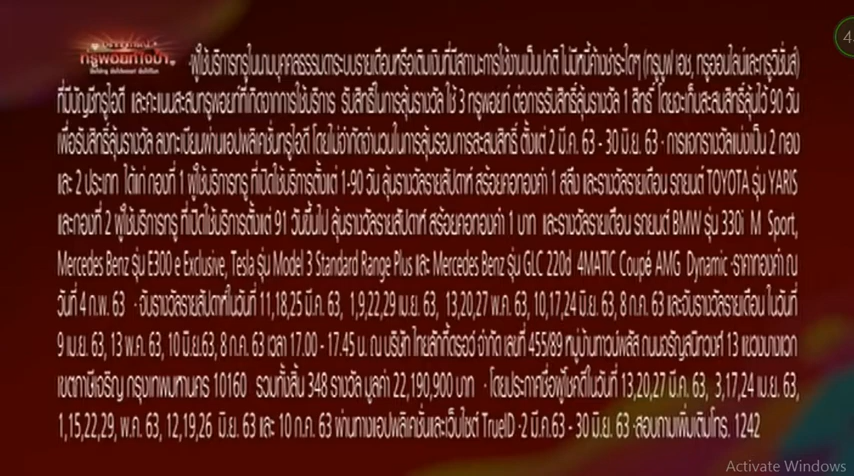 ทรูพอยท์ใจป้ำ
·ผู้ใช้บริการทรูในนามบุคคลธรรมดาระบบรายเดือนหรือเติมเงินที่มีสถานะการใช้งานเป็นปกติ ไม่มีหนี้ค้างชำระใดๆ (ทรูมูฟ เอช, ทรูออนไลน์และทรูวิชั่นส์)
ที่มีบัญชีทรูไอดี และคะแนนสะสมทรูพอยท์ที่เกิดจากการใช้บริการ รับสิทธิ์ในการลุ้นรางวัล ใช้ 3 ทรูพอยท์ ต่อการรับสิทธิ์ลุ้นรางวัล 1 สิทธิ์ โดยจะเก็บสะสมสิทธิ์ลุ้นไว้ 90 วัน
เพื่อรับสิทธิ์ลุ้นรางวัล ลงทะเบียนผ่านแอปพลิเคชั่นทรูไอดี โดยไม่จำกัดจำนวนในการลุ้นรอบการสะสมสิทธิ์ ตั้งแต่ 2 มี.ค. 63 - 30 มิ.ย. 63 · การแจกรางวัลแบ่งเป็น 2 กอง
และ 2 ประเภท ได้แก่ กองที่ 1 ผู้ใช้บริการทรู ที่เปิดใช้บริการตั้งแต่ 1-90 วัน ลุ้นรางวัลรายสัปดาห์ สร้อยคอทองคำ 1 สลึง และรางวัลรายเดือน รถยนต์ TOYOTA รุ่น YARIS
และกองที่ 2 ผู้ใช้บริการทรู ที่เปิดใช้บริการตั้งแต่ 91 วันขึ้นไป ลุ้นรางวัลรายสัปดาห์ สร้อยคอทองคำ 1 บาท และรางวัลรายเดือน รถยนต์ BMW รุ่น 330i M Sport,
Mercedes Benz รุ่น E300 e Exclusive, Tesla รุ่น Model 3 Standard Range Plus และ Mercedes Benz รุ่น GLC 220d 4MATIC Coupé AMG Dynamic ·ราคาทองคำ ณ
วันที่ 4 ก.พ. 63 · จับรางวัลรายสัปดาห์ในวันที่ 11,18,25 มี.ค. 63, 1,9,22,29 เม.ย. 63, 13,20,27 พ.ค. 63, 10,17,24 มิ.ย. 63, 8 ก.ค. 63 และจับรางวัลรายเดือน ในวันที่
9 เม.ย. 63, 13 พ.ค. 63, 10 มิ.ย.63, 8 ก.ค. 63 เวลา 17.00 - 17.45 น. ณ บริษัท ไทยลักกี้ดรอว์ จำกัด เลขที่ 455/89 หมู่บ้านทาวน์พลัส ถนนจรัญสนิทวงศ์ 13 แขวงบางแวก
เขตภาษีเจริญ กรุงเทพมหานคร 10160 รวมทั้งสิ้น 348 รางวัล มูลค่า 22,190,900 บาท · โดยประกาศชื่อผู้โชคดีในวันที่ 13,20,27 มี.ค. 63, 3,17,24 เม.ย. 63,
1,15,22,29, พ.ค. 63, 12,19,26 มิ.ย. 63 และ 10 ก.ค. 63 ผ่านทางแอปพลิเคชั่นและเว็บไซต์ TrueID ·2 มี.ค.63 - 30 มิ.ย. 63 ·สอบถามเพิ่มเติมโทร. 1242
Activate Windows